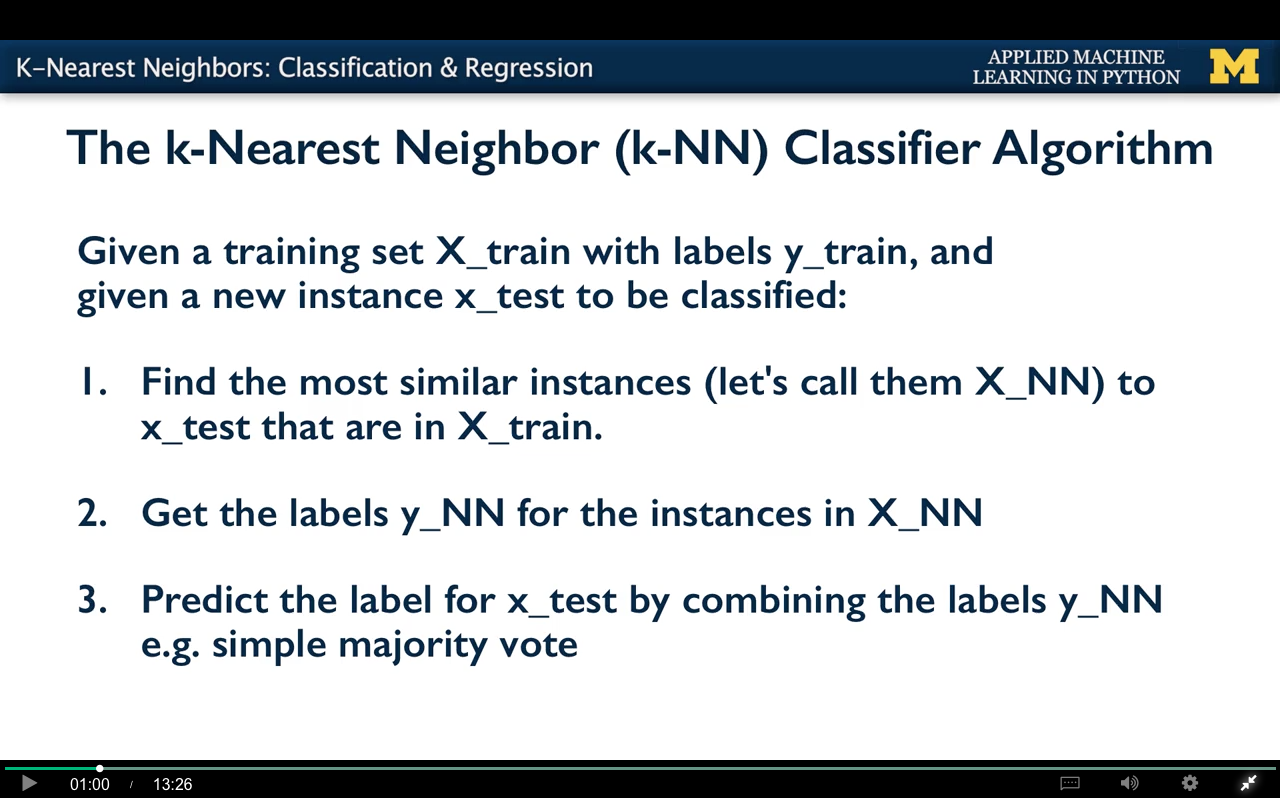 K-Nearest Neighbors: Classification & Regression
APPLIED MACHINE
LEARNING IN PYTHON
M
The k-Nearest Neighbor (k-NN) Classifier Algorithm
Given a training set X_train with labels y_train, and
given a new instance x_test to be classified:
1. Find the most similar instances (let's call them X_NN) to
x_test that are in X_train.
2. Get the labels y_NN for the instances in X_NN
3. Predict the label for x_test by combining the labels y_NN
e.g. simple majority vote
01:00 / 13:26